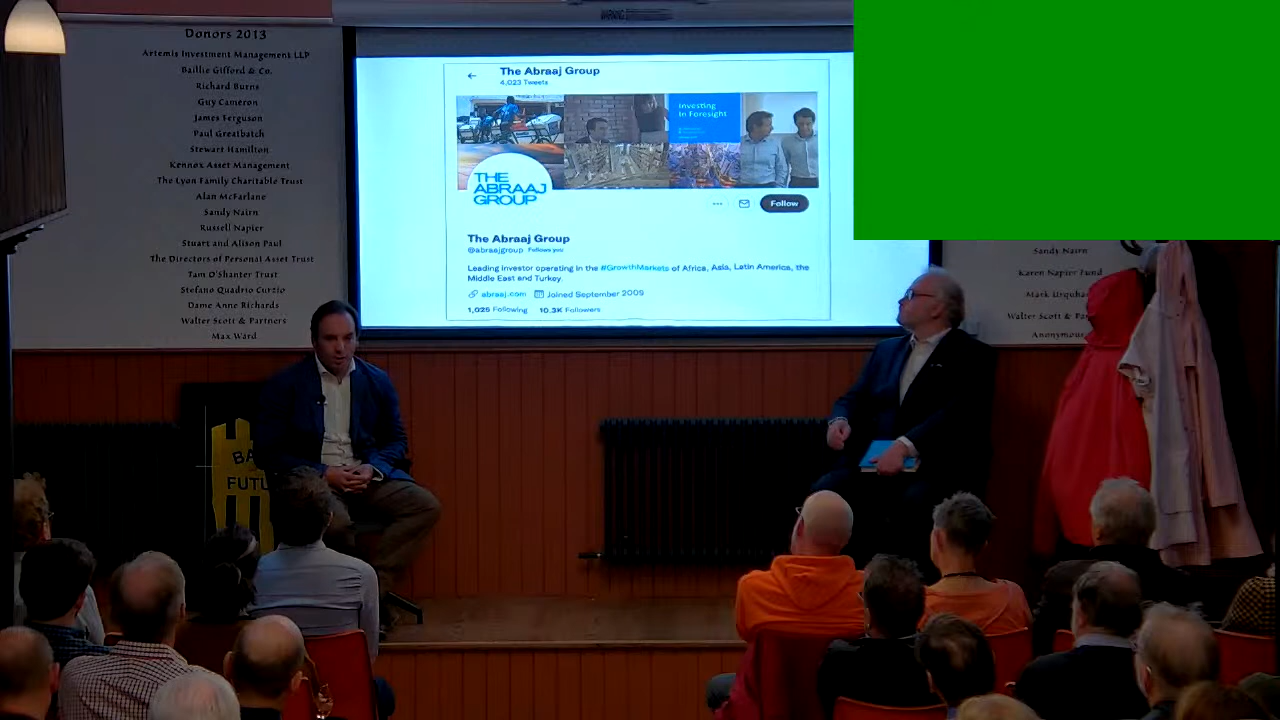 Donors 2013
Artemis Investment Management LLP
Baillie Gifford & Co.
Richard Burns
Guy Cameron
James Ferguson
Paul Greatbatch
Stewart Hamilton
Kennox Asset Management
The Lyon Family Charitable Trust
Alan McFarlane
Sandy Nairn
Russell Napier
Stuart and Alison Paul
The Directors of Personal Asset Trust
Tam O'Shanter Trust
Stefano Quadrio Curzio
Dame Anne Richards
Walter Scott & Partners
Max Ward
The Abraaj Group
4,023 Tweets
Investing
In Foresight
THE
ABRAAJ
GROUP
Follow
The Abraaj Group
@abraajgroup Follows you
Leading investor operating in the #GrowthMarkets of Africa, Asia, Latin America, the
Middle East and Turkey.
abraaj.com Joined September 2009
1,025 Following 10.3K Followers
Sandy Nairn
Karen Napier Fund
Mark Urquha
Walter Scott & Par
Anonymous
BA
FUTU